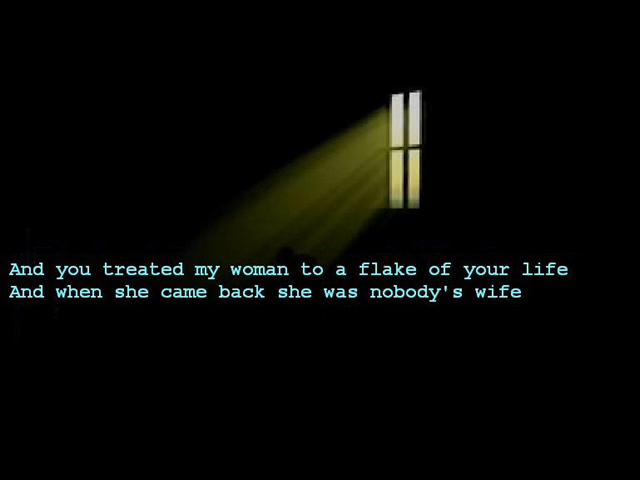 And you treated my woman to a flake of your life
And when she came back she was nobody's wife